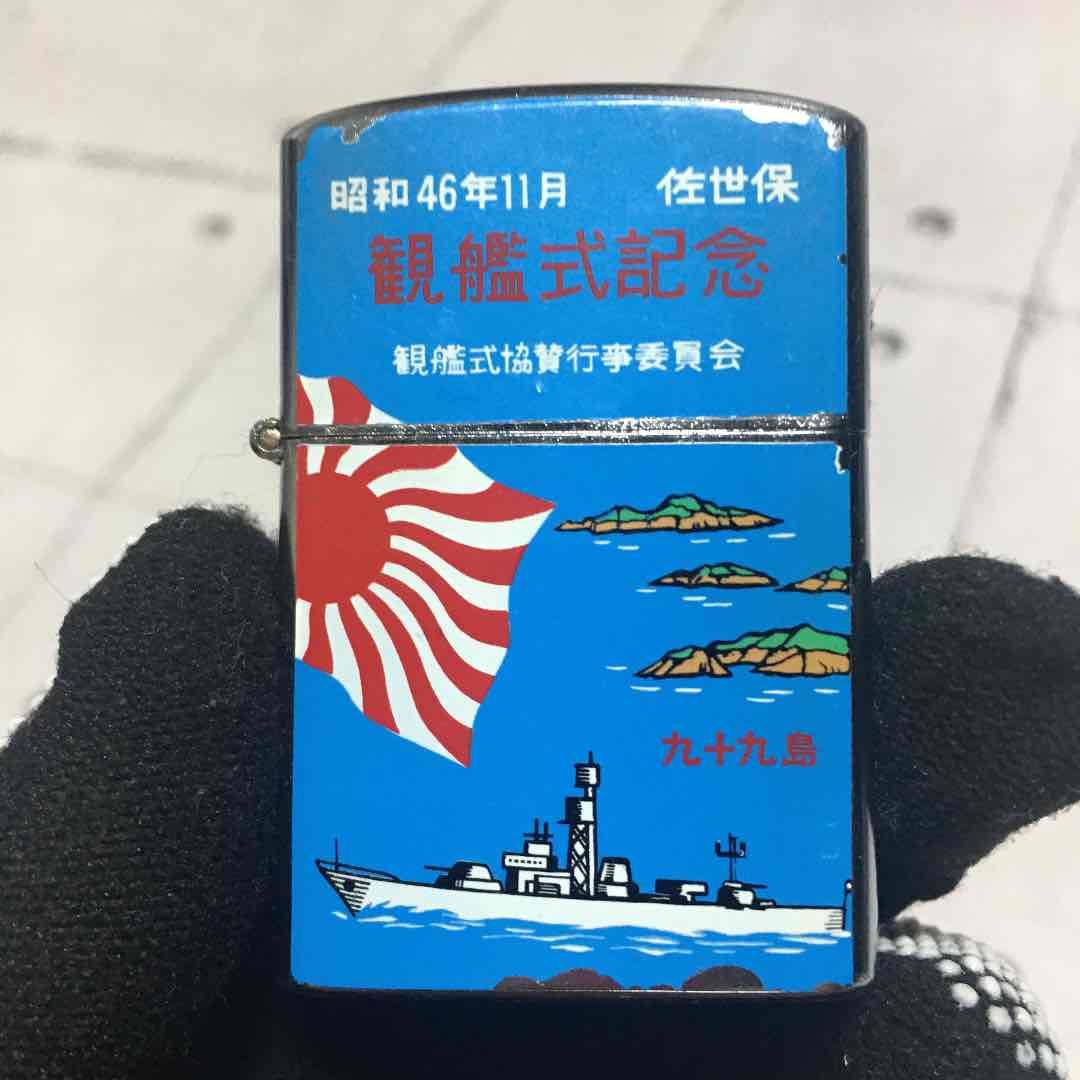 昭和46年11月 佐世保
観艦式記念
観艦式協賛行事委員会
九十九島